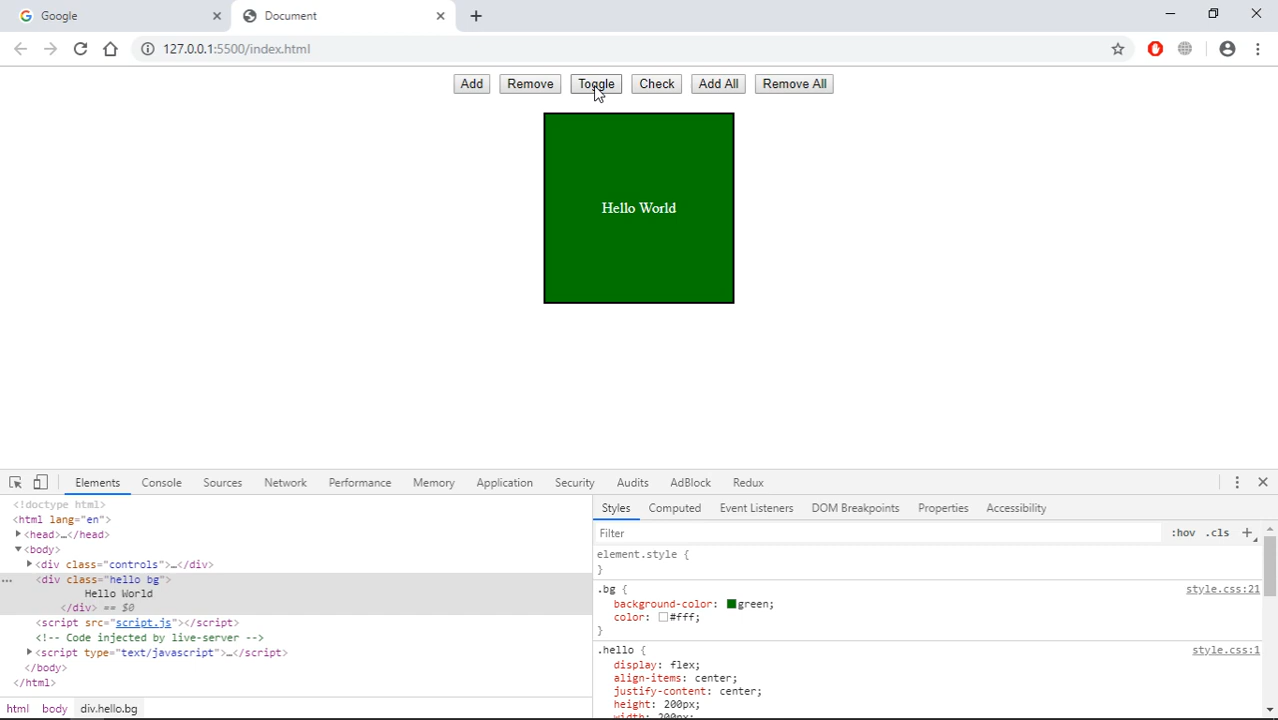 Google
Document
127.0.0.1:5500/index.html
Add Remove Toggle Check Add All Remove All
Hello World
Elements Console Sources Network Performance Memory Application Security Audits AdBlock Redux
<!doctype html>
<html lang="en">
<head>…</head>
<body>
<div class="controls">…</div>
<div class="hello bg">
Hello World
</div> == $0
<script src="script.js"></script>
<!-- Code injected by live-server -->
<script type="text/javascript">…</script>
</body>
</html>
html body div.hello.bg
Styles Computed Event Listeners DOM Breakpoints Properties Accessibility
Filter :hov .cls +
element.style {
}
.bg { style.css:21
background-color: green;
color: #fff;
}
.hello { style.css:1
display: flex;
align-items: center;
justify-content: center;
height: 200px;
width: 200px;